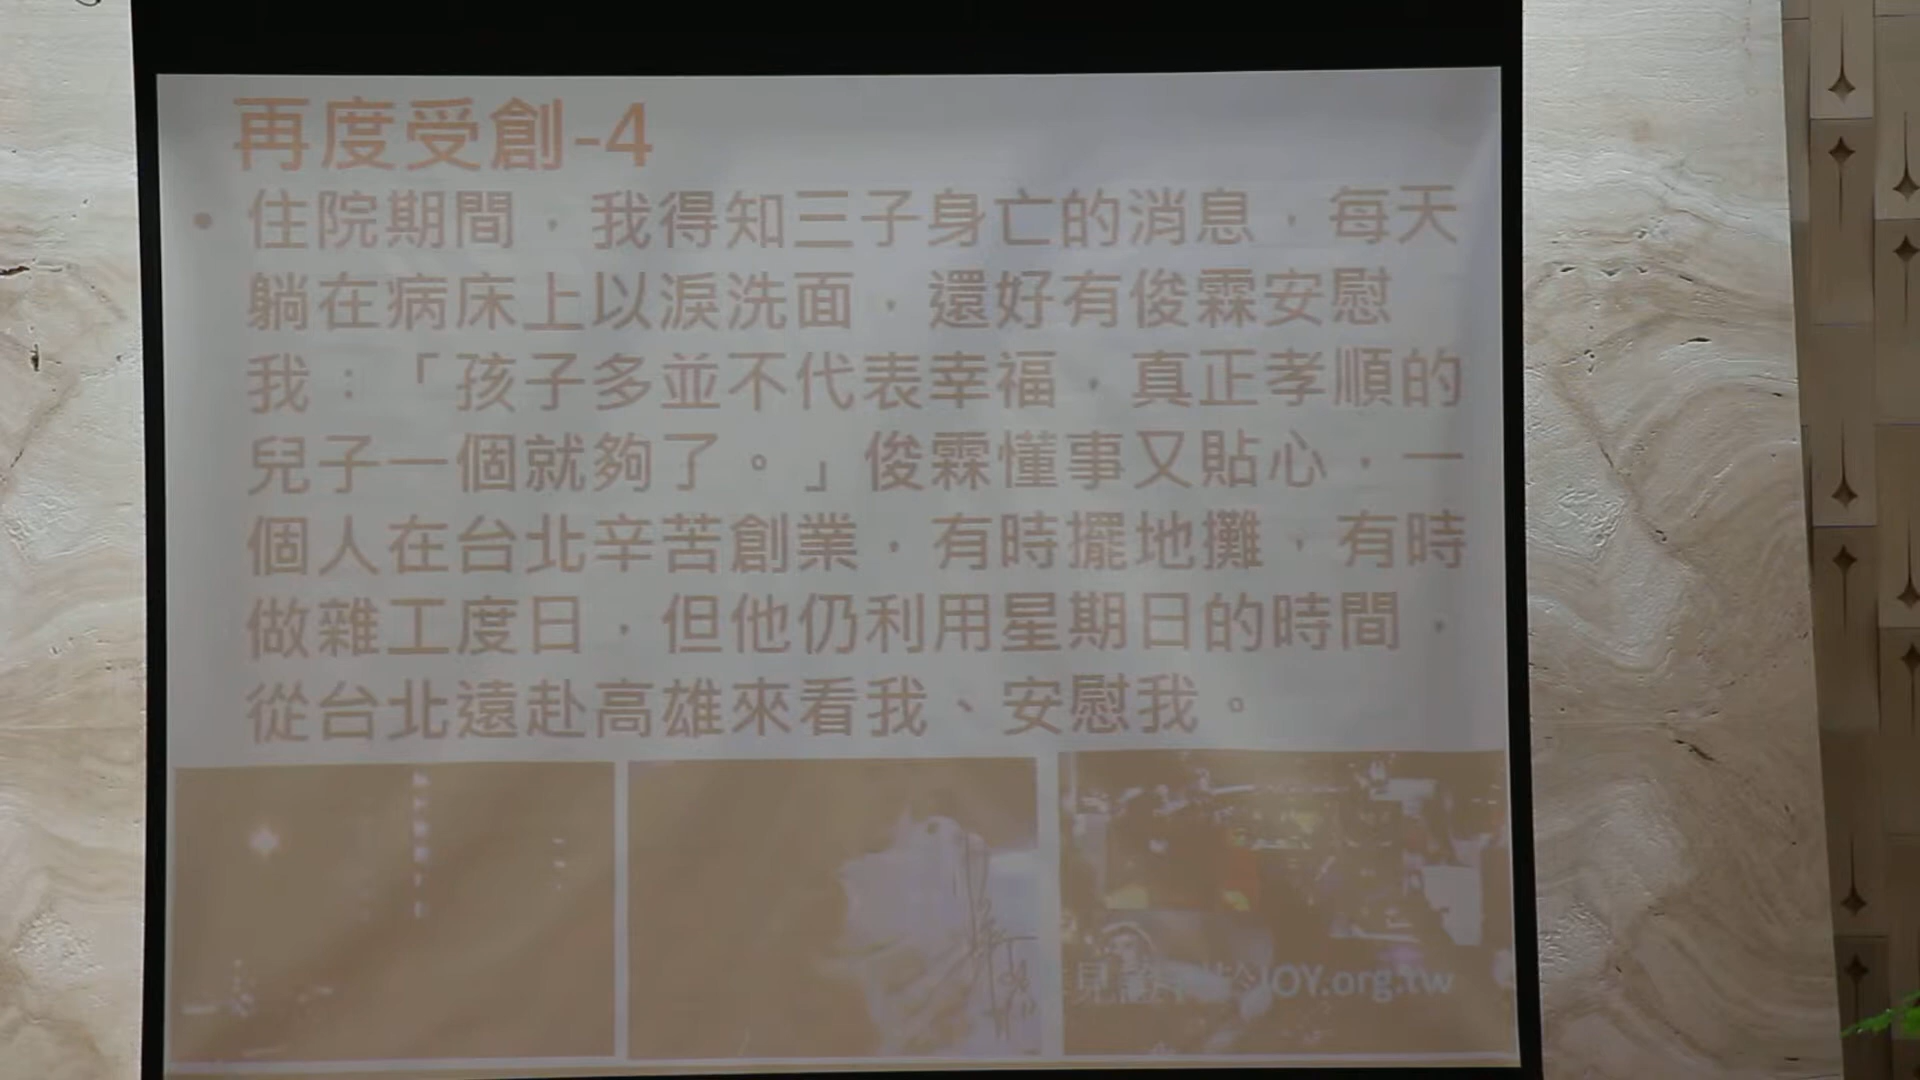 再度受創-4
• 住院期間，我得知三子身亡的消息，每天
躺在病床上以淚洗面，還好有俊霖安慰
我：「孩子多並不代表幸福，真正孝順的
兒子一個就夠了。」俊霖懂事又貼心，一
個人在台北辛苦創業，有時擺地攤，有時
做雜工度日，但他仍利用星期日的時間，
從台北遠赴高雄來看我、安慰我。
JOY.org.tw